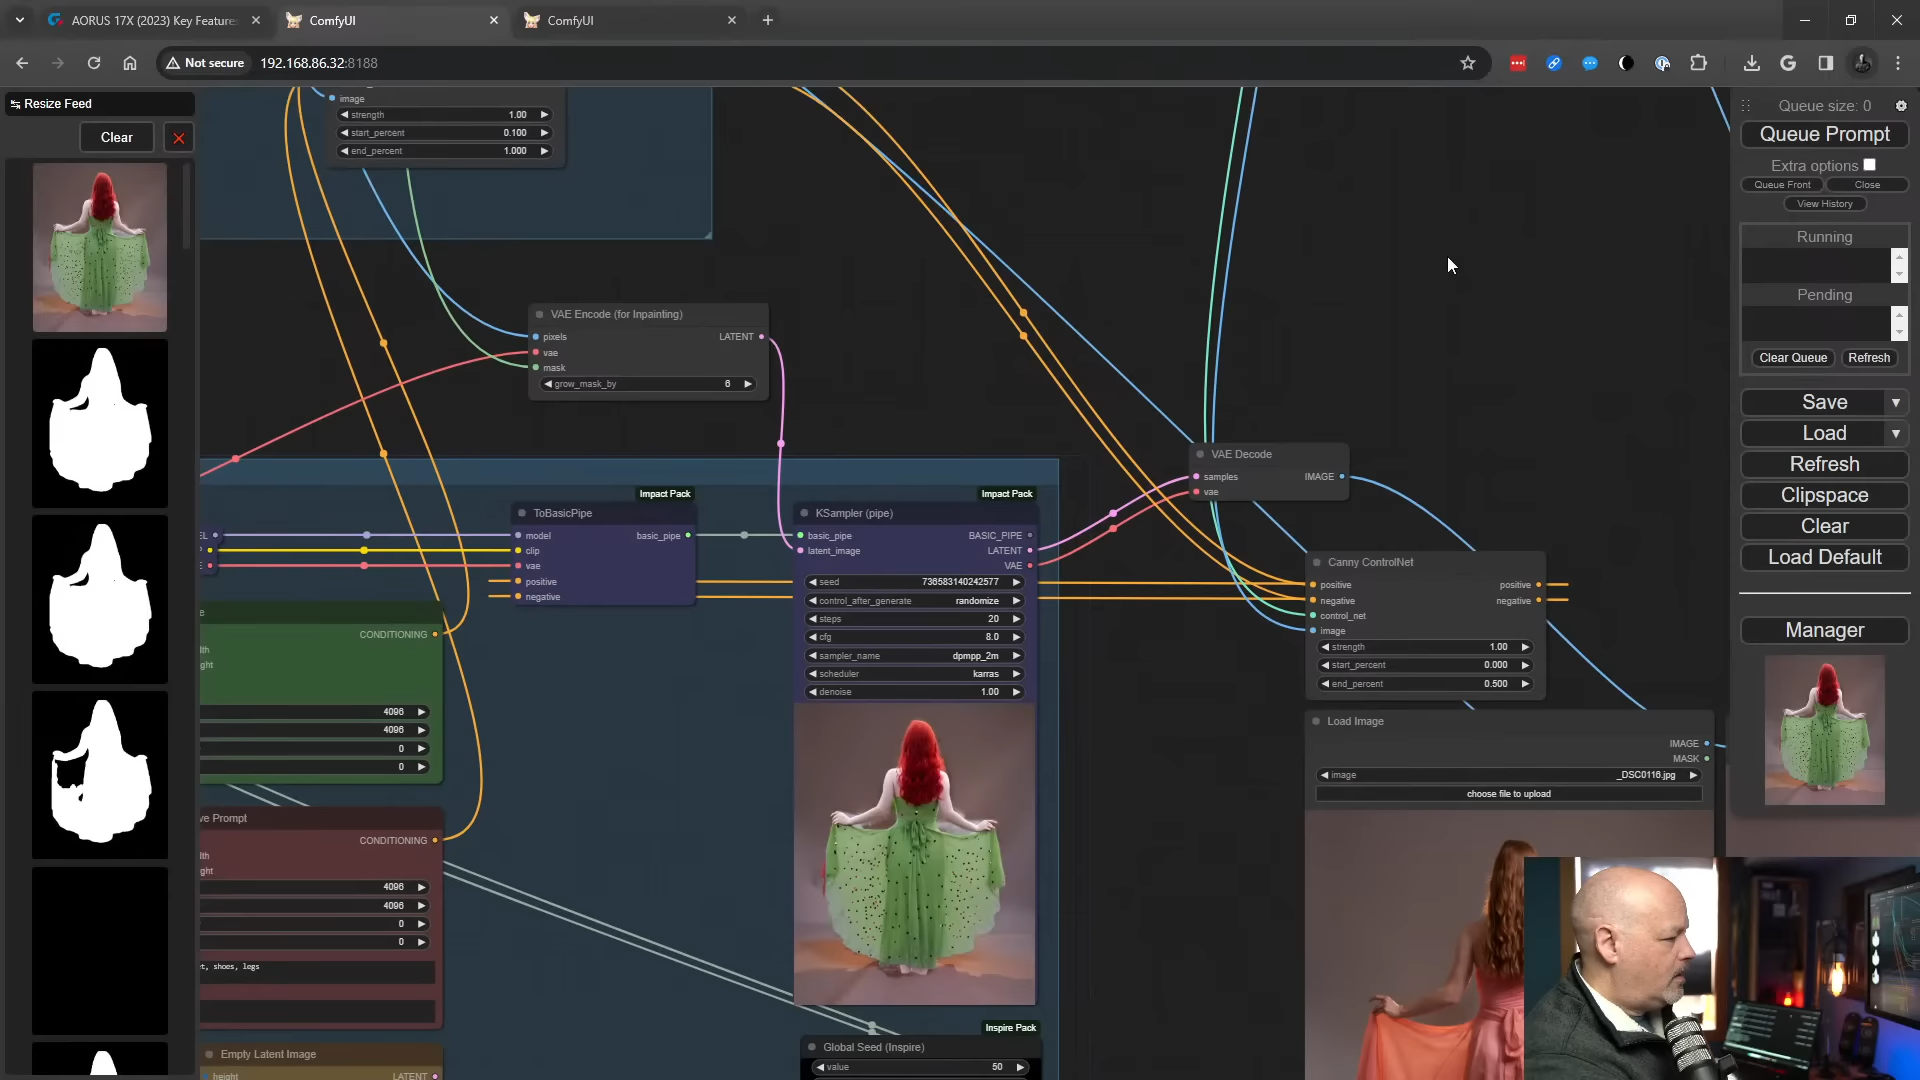 AORUS 17X (2023) Key Feature
ComfyUI
ComfyUI
Not secure
192.168.86.32:8188
Resize Feed
Clear
image
strength 1.00
start_percent 0.100
end_percent 1.000
VAE Encode (for Inpainting)
pixels LATENT
vae
mask
grow_mask_by 6
Impact Pack
ToBasicPipe
model basic_pipe
clip
vae
positive
negative
Impact Pack
KSampler (pipe)
basic_pipe BASIC_PIPE
latent_image LATENT
VAE
seed 736583140242577
control_after_generate randomize
steps 20
cfg 8.0
sampler_name dpmpp_2m
scheduler karras
denoise 1.00
VAE Decode
samples IMAGE
vae
Canny ControlNet
positive positive
negative negative
control_net
image
strength 1.00
start_percent 0.000
end_percent 0.500
Load Image
IMAGE
MASK
image _DSC0116.jpg
choose file to upload
CONDITIONING
4096
4096
0
0
ve Prompt
CONDITIONING
4096
4096
0
0
et, shoes, legs
Empty Latent Image
height LATENT
Inspire Pack
Global Seed (Inspire)
value 50
Queue size: 0
Queue Prompt
Extra options
Queue Front Close
View History
Running
Pending
Clear Queue Refresh
Save
Load
Refresh
Clipspace
Clear
Load Default
Manager